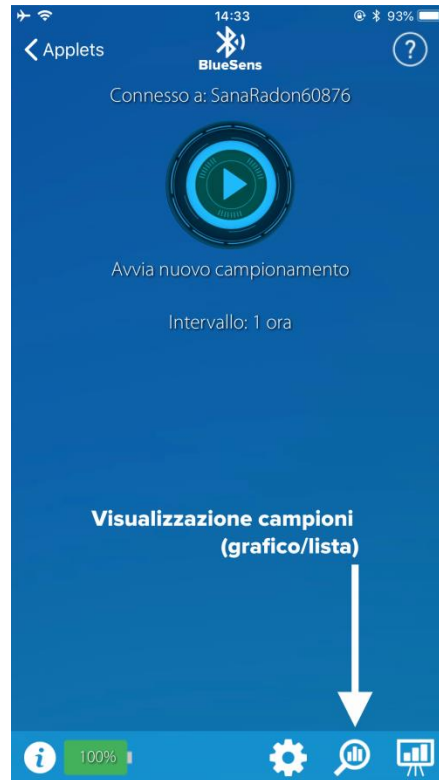 14:33
93%
Applets
BlueSens
?
Connesso a: SanaRadon60876
Avvia nuovo campionamento
Intervallo: 1 ora
Visualizzazione campioni
(grafico/lista)
i
100%